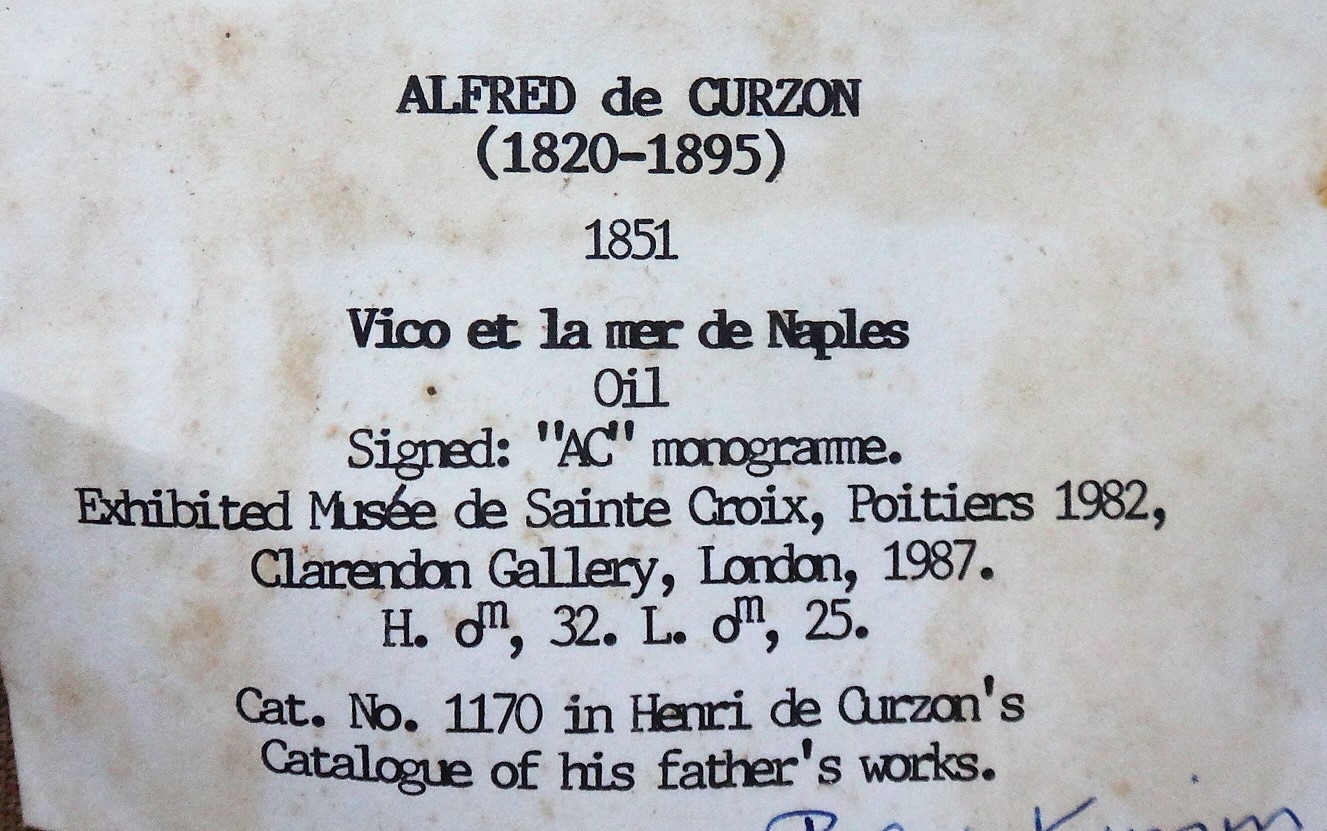 ALFRED de CURZON
(1820-1895)
1851
Vico et la mer de Naples
Oil
Signed: "AC" monogramme.
Exhibited Musée de Sainte Croix, Poitiers 1982,
Clarendon Gallery, London, 1987.
H. oᵐ, 32. L. oᵐ, 25.
Cat. No. 1170 in Henri de Curzon's
Catalogue of his father's works.